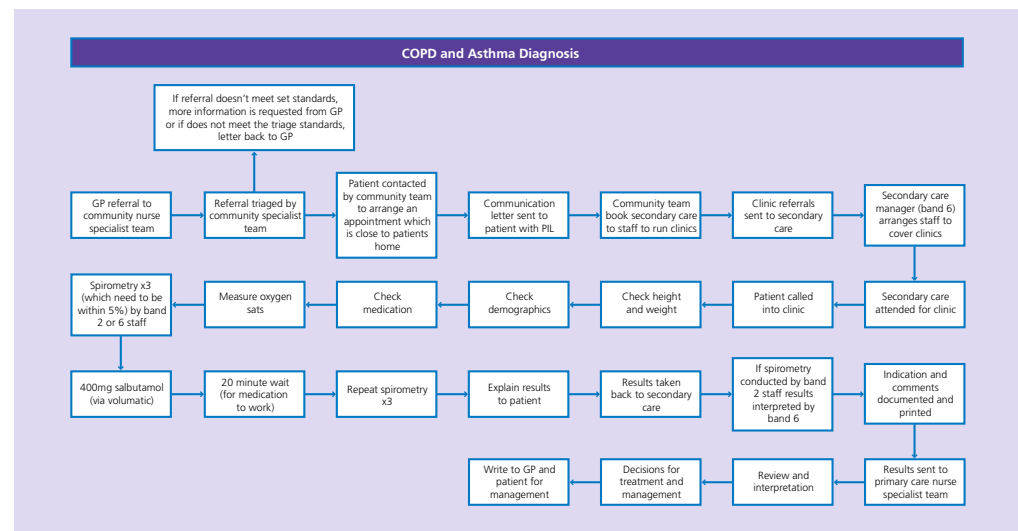 COPD and Asthma Diagnosis
If referral doesn't meet set standards,
more information is requested from GP
or if does not meet the triage standards,
letter back to GP
GP referral to
community nurse
specialist team
Referral triaged by
community specialist
team
Patient contacted
by community team
to arrange an
appointment which
is close to patients
home
Communication
letter sent to
patient with PIL
Community team
book secondary care
to staff to run clinics
Clinic referrals
sent to secondary
care
Secondary care
manager (band 6)
arranges staff to
cover clinics
Secondary care
attended for clinic
Patient called
into clinic
Check height
and weight
Check
demographics
Check
medication
Measure oxygen
sats
Spirometry x3
(which need to be
within 5%) by band
2 or 6 staff
400mg salbutamol
(via volumatic)
20 minute wait
(for medication
to work)
Repeat spirometry
x3
Explain results
to patient
Results taken
back to secondary
care
If spirometry
conducted by band
2 staff results
interpreted by
band 6
Indication and
comments
documented and
printed
Results sent to
primary care nurse
specialist team
Review and
interpretation
Decisions for
treatment and
management
Write to GP and
patient for
management